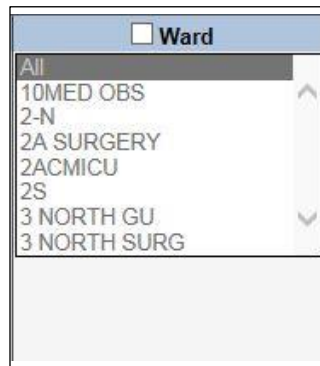 Ward
All
10MED OBS
2-N
2A SURGERY
2ACMICU
2S
3 NORTH GU
3 NORTH SURG